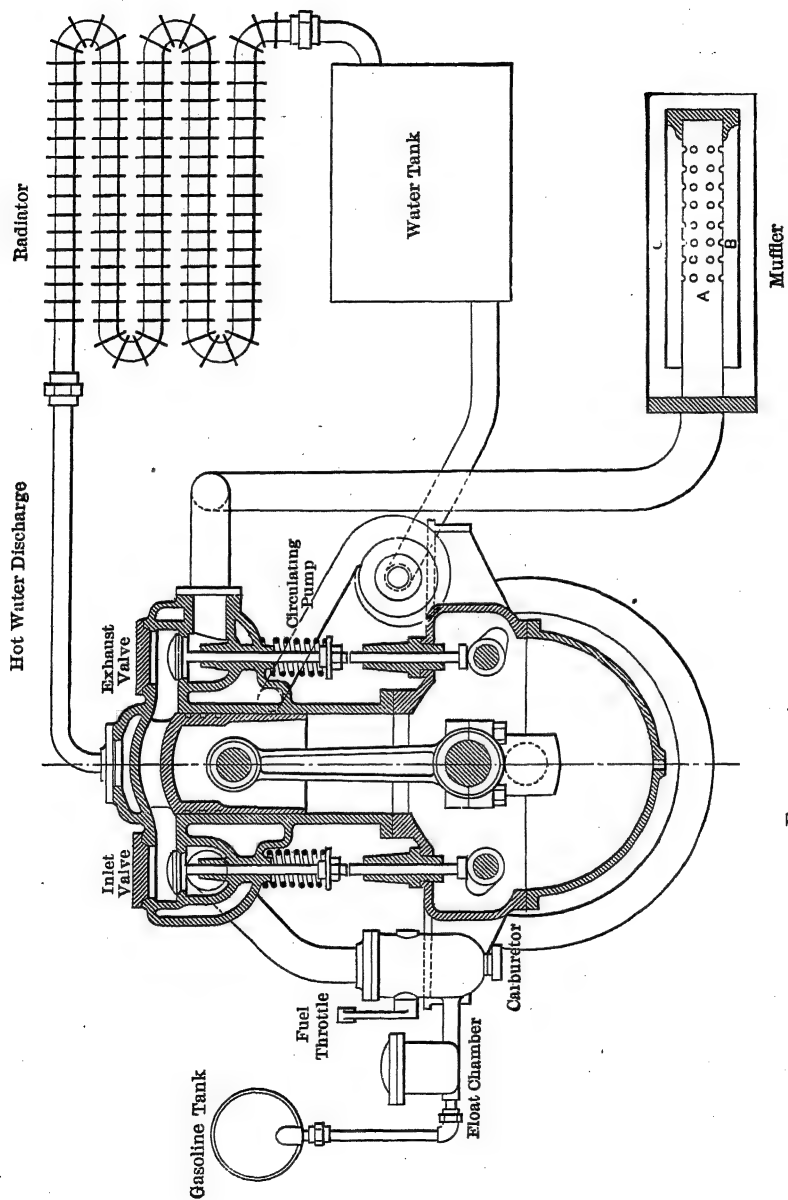 Radiator
Hot Water Discharge
Water Tank
Exhaust
Valve
Circulating
Pump
Inlet
Valve
C
A
B
Muffler
Fuel
Throttle
Carburetor
Gasoline Tank
Float Chamber